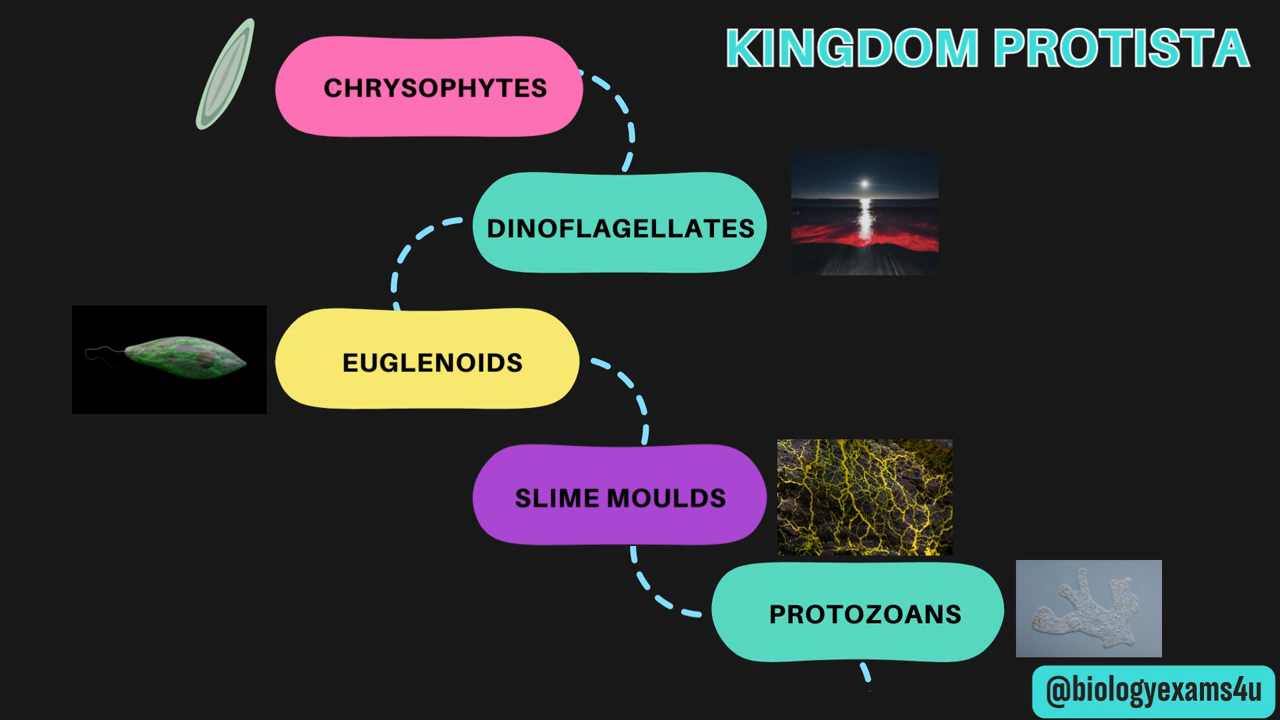 KINGDOM PROTISTA
CHRYSOPHYTES
DINOFLAGELLATES
EUGLENOIDS
SLIME MOULDS
PROTOZOANS
@biologyexams4u